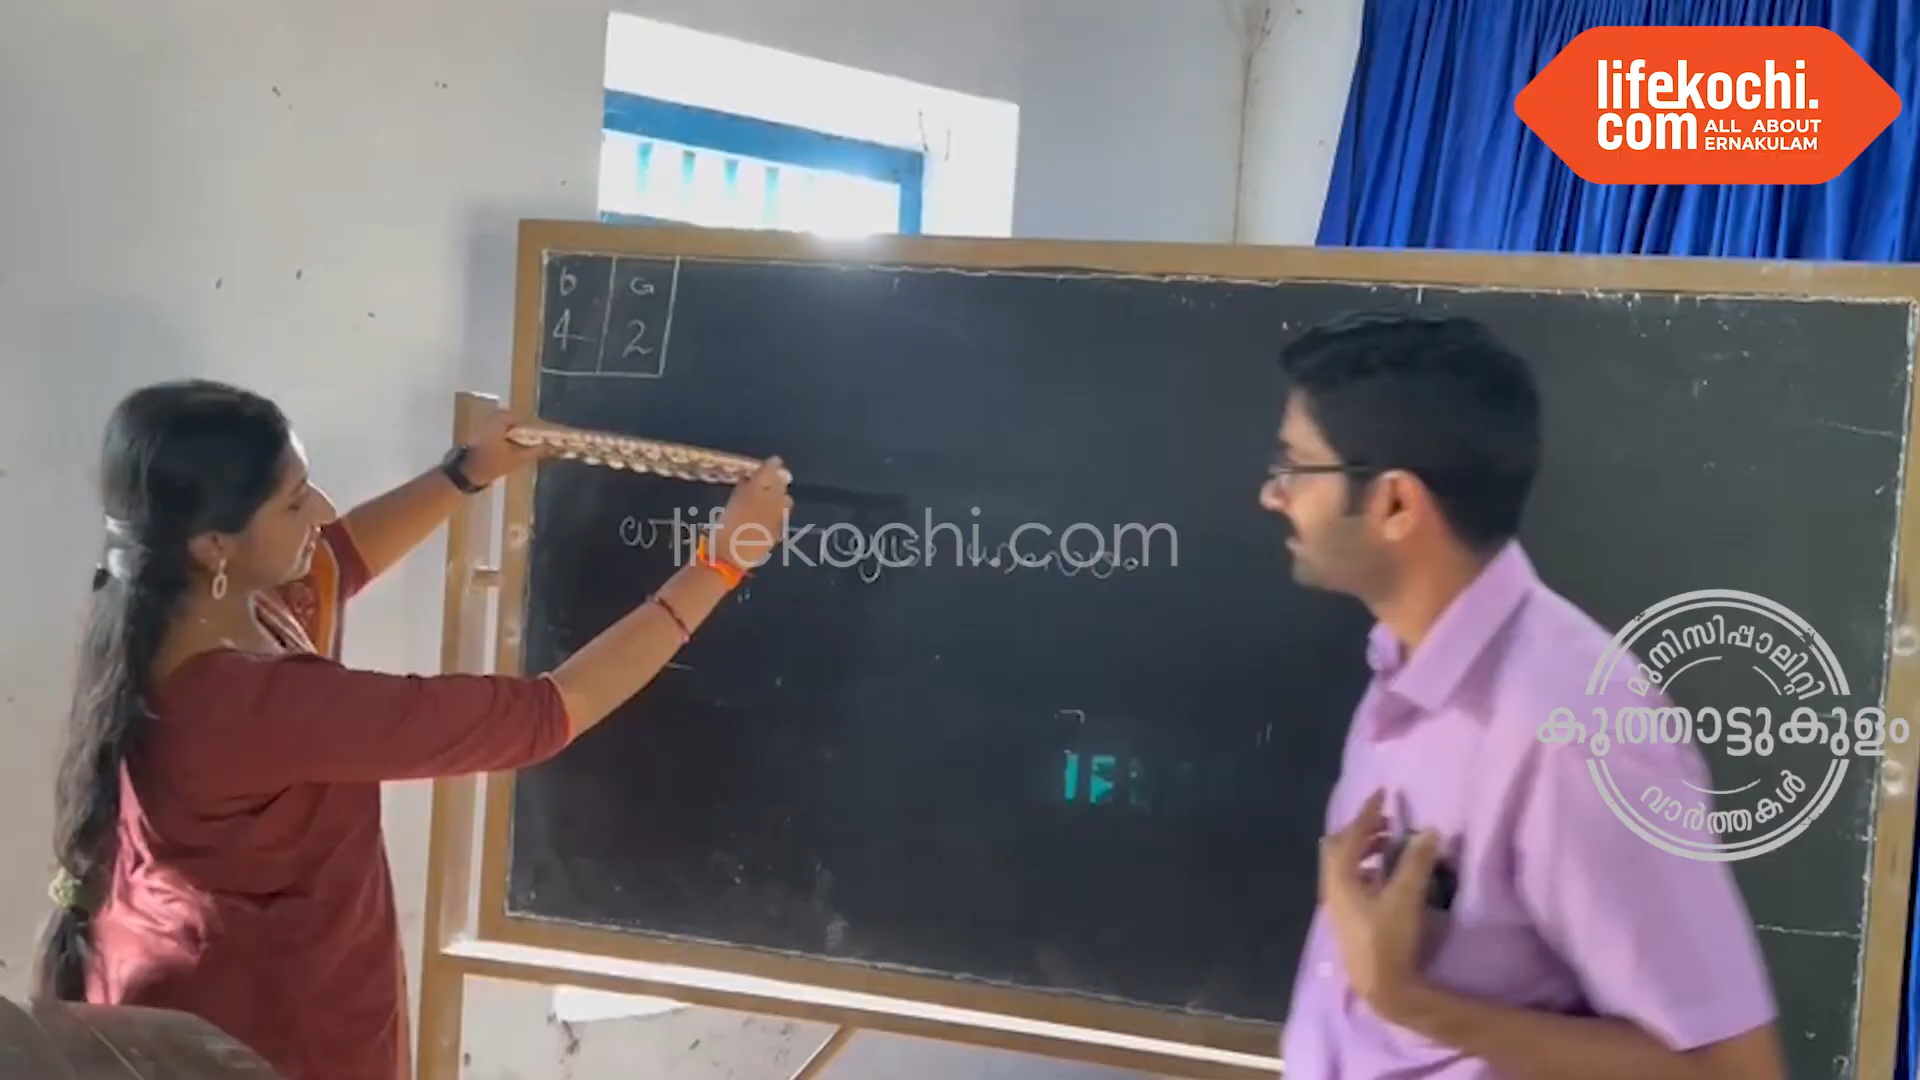 lifekochi.
com ALL ABOUT
ERNAKULAM
B G
4 2
lifekochi.com
മുനിസിപ്പാലിറ്റി
കൂത്താട്ടുകുളം
വാർത്തകൾ